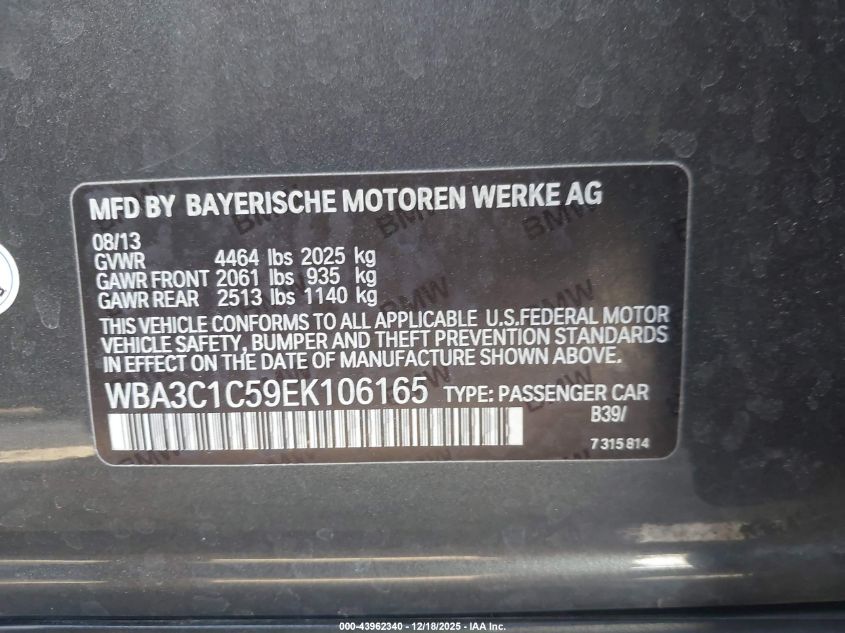 MFD BY BAYERISCHE MOTOREN WERKE AG
08/13
GVWR 4464 lbs 2025 kg
GAWR FRONT 2061 lbs 935 kg
GAWR REAR 2513 lbs 1140 kg
THIS VEHICLE CONFORMS TO ALL APPLICABLE U.S.FEDERAL MOTOR
VEHICLE SAFETY, BUMPER AND THEFT PREVENTION STANDARDS
IN EFFECT ON THE DATE OF MANUFACTURE SHOWN ABOVE.
WBA3C1C59EK106165 TYPE: PASSENGER CAR
B39/
7 315 814
000-43962340 - 12/18/2025 - IAA Inc.